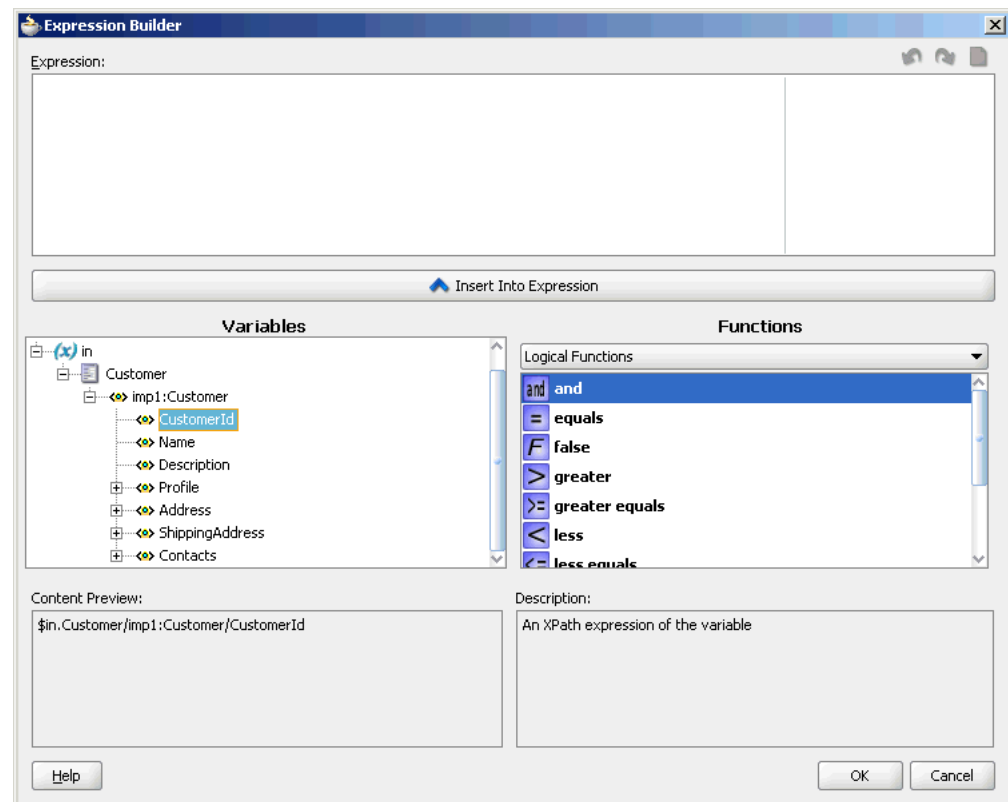 Expression Builder
Expression:
Insert Into Expression
Variables
(x) in
Customer
imp1:Customer
CustomerId
Name
Description
Profile
Address
ShippingAddress
Contacts
Functions
Logical Functions
and and
= equals
F false
> greater
>= greater equals
< less
<= less equals
Content Preview:
$in.Customer/imp1:Customer/CustomerId
Description:
An XPath expression of the variable
Help
OK
Cancel